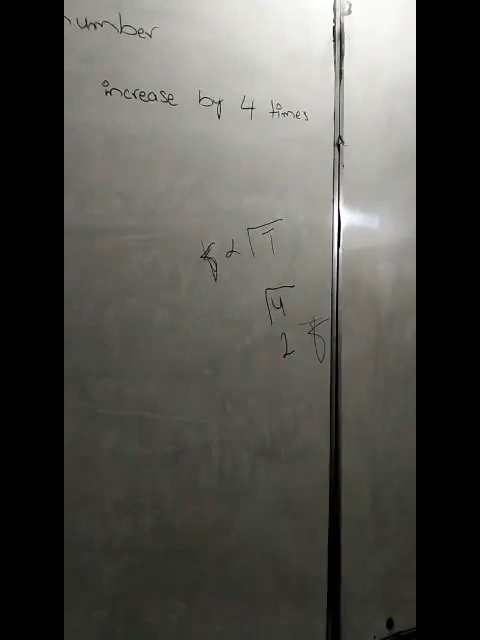 number
increase by 4 times
f α √T
√4
2 f